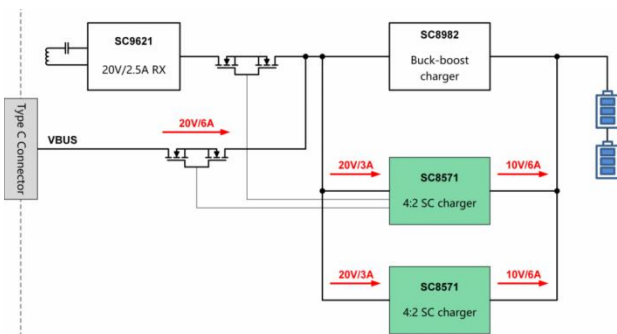 SC9621
20V/2.5A RX
SC8982
Buck-boost
charger
Type C Connector
VBUS
20V/6A
20V/3A
SC8571
4:2 SC charger
10V/6A
20V/3A
SC8571
4:2 SC charger
10V/6A